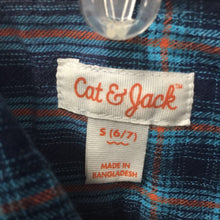 Cat & Jack™
S (6/7)
MADE IN
BANGLADESH